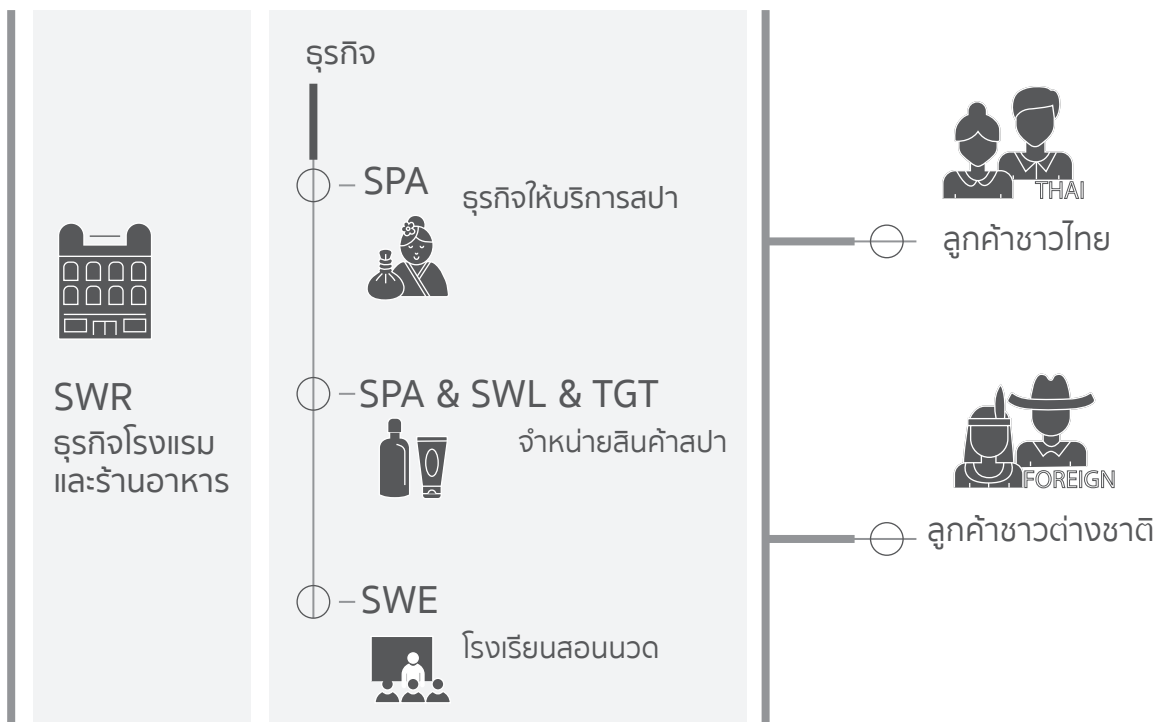 SWR
ธุรกิจโรงแรม
และร้านอาหาร
ธุรกิจ
SPA
ธุรกิจให้บริการสปา
SPA & SWL & TGT
จำหน่ายสินค้าสปา
SWE
โรงเรียนสอนนวด
THAI
ลูกค้าชาวไทย
FOREIGN
ลูกค้าชาวต่างชาติ